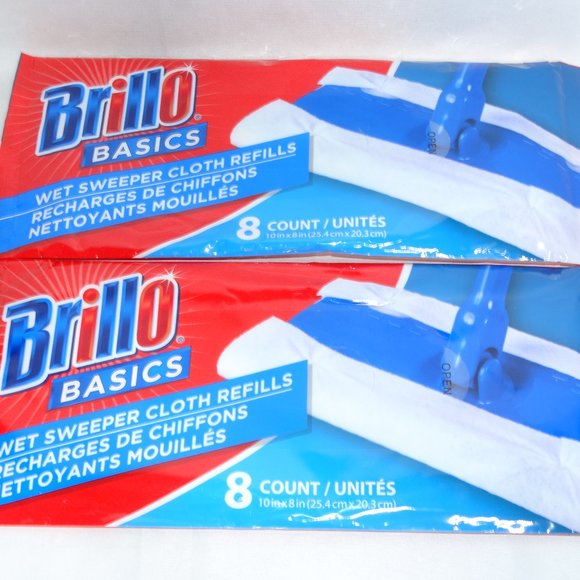 Brillo®
BASICS
WET SWEEPER CLOTH REFILLS
RECHARGES DE CHIFFONS
NETTOYANTS MOUILLÉS
8 COUNT / UNITÉS
10 in x 8 in (25.4 cm x 20.3 cm)
OPEN
Brillo®
BASICS
WET SWEEPER CLOTH REFILLS
RECHARGES DE CHIFFONS
NETTOYANTS MOUILLÉS
8 COUNT / UNITÉS
10 in x 8 in (25.4 cm x 20.3 cm)
OPEN